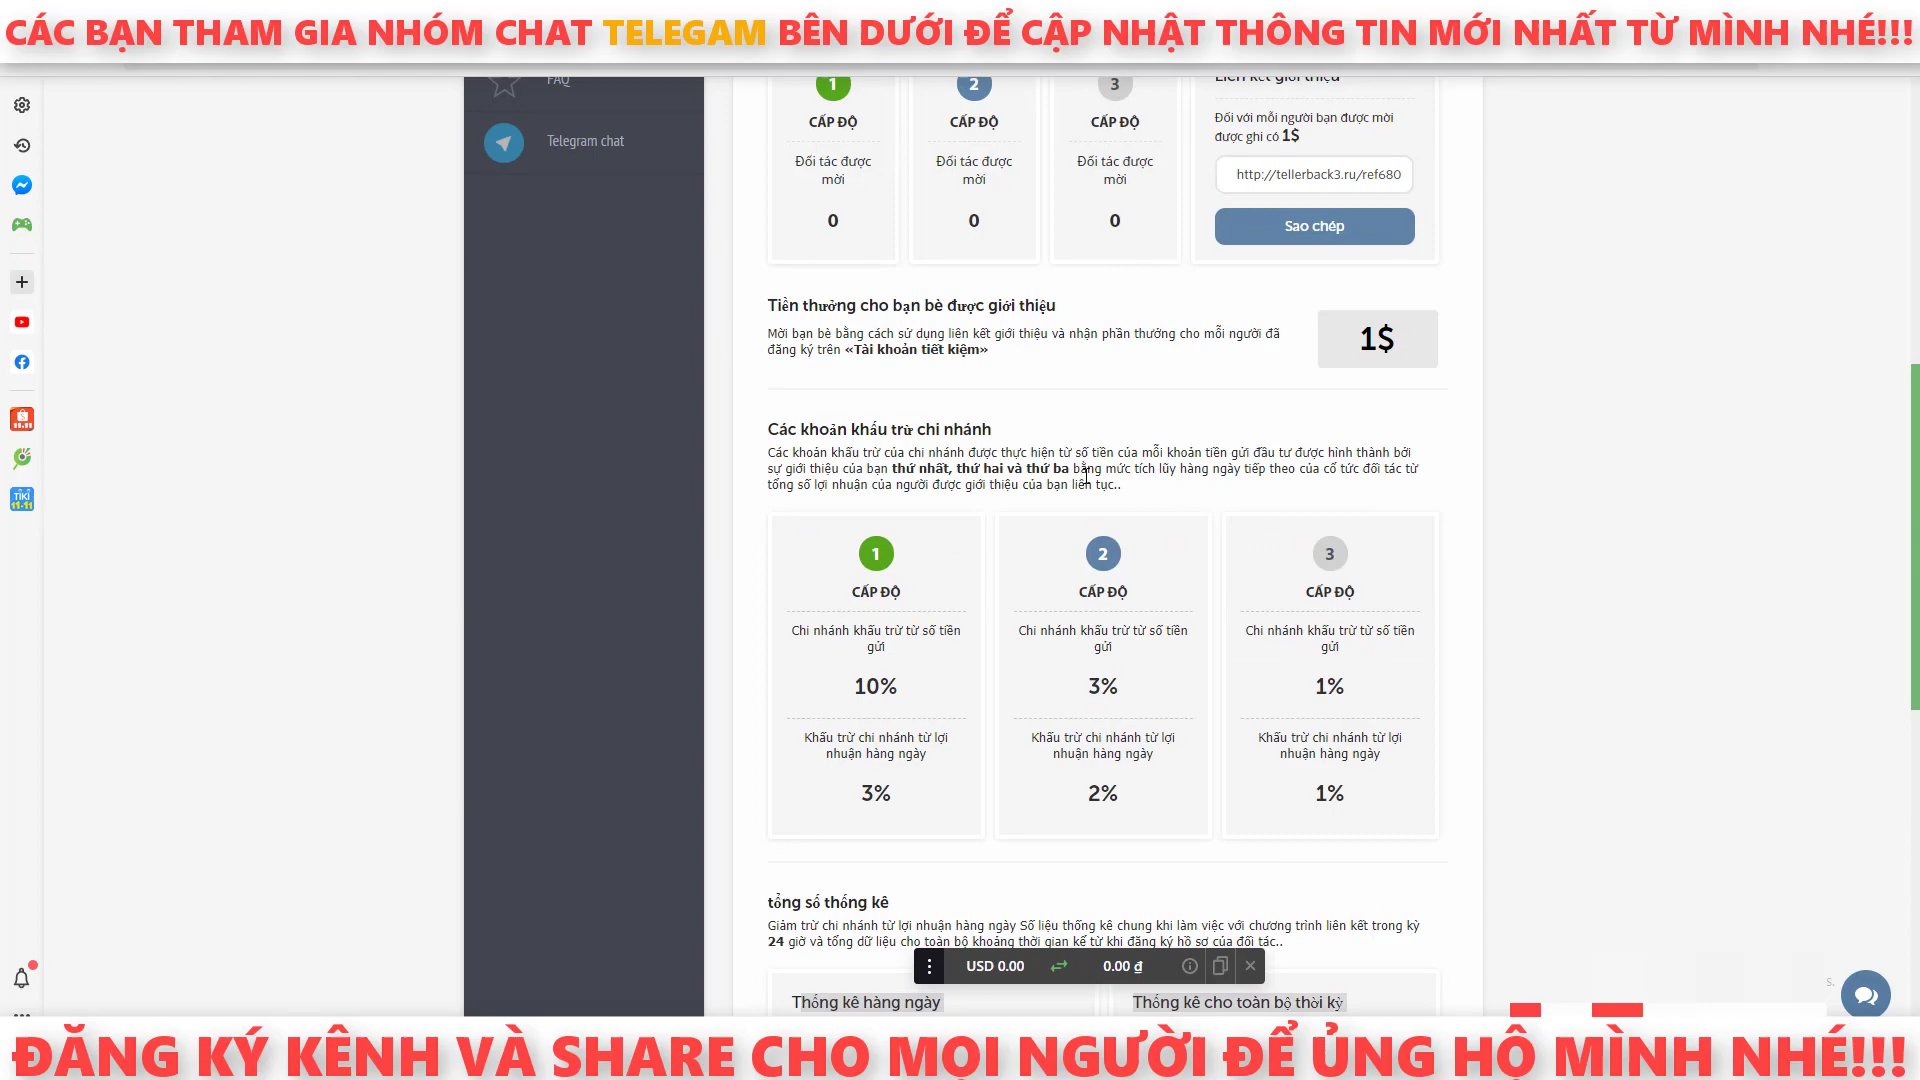 CÁC BẠN THAM GIA NHÓM CHAT TELEGAM BÊN DƯỚI ĐỂ CẬP NHẬT THÔNG TIN MỚI NHẤT TỪ MÌNH NHÉ!!!
FAQ
Telegram chat
1
CẤP ĐỘ
Đối tác được
mời
0
2
CẤP ĐỘ
Đối tác được
mời
0
3
CẤP ĐỘ
Đối tác được
mời
0
Liên kết giới thiệu
Đối với mỗi người bạn được mời
được ghi có 1$
http://tellerback3.ru/ref680
Sao chép
Tiền thưởng cho bạn bè được giới thiệu
Mời bạn bè bằng cách sử dụng liên kết giới thiệu và nhận phần thưởng cho mỗi người đã
đăng ký trên «Tài khoản tiết kiệm»
1$
Các khoản khấu trừ chi nhánh
Các khoản khấu trừ của chi nhánh được thực hiện từ số tiền của mỗi khoản tiền gửi đầu tư được hình thành bởi
sự giới thiệu của bạn thứ nhất, thứ hai và thứ ba bằng mức tích lũy hàng ngày tiếp theo của cổ tức đối tác từ
tổng số lợi nhuận của người được giới thiệu của bạn liên tục..
1
CẤP ĐỘ
Chi nhánh khấu trừ từ số tiền
gửi
10%
Khấu trừ chi nhánh từ lợi
nhuận hàng ngày
3%
2
CẤP ĐỘ
Chi nhánh khấu trừ từ số tiền
gửi
3%
Khấu trừ chi nhánh từ lợi
nhuận hàng ngày
2%
3
CẤP ĐỘ
Chi nhánh khấu trừ từ số tiền
gửi
1%
Khấu trừ chi nhánh từ lợi
nhuận hàng ngày
1%
tổng số thống kê
Giảm trừ chi nhánh từ lợi nhuận hàng ngày Số liệu thống kê chung khi làm việc với chương trình liên kết trong kỳ
24 giờ và tổng dữ liệu cho toàn bộ khoảng thời gian kể từ khi đăng ký hồ sơ của đối tác..
USD 0.00
0.00 ₫
Thống kê hàng ngày
Thống kê cho toàn bộ thời kỳ
s.
11.11
TIKI
11-11
ĐĂNG KÝ KÊNH VÀ SHARE CHO MỌI NGƯỜI ĐỂ ỦNG HỘ MÌNH NHÉ!!!